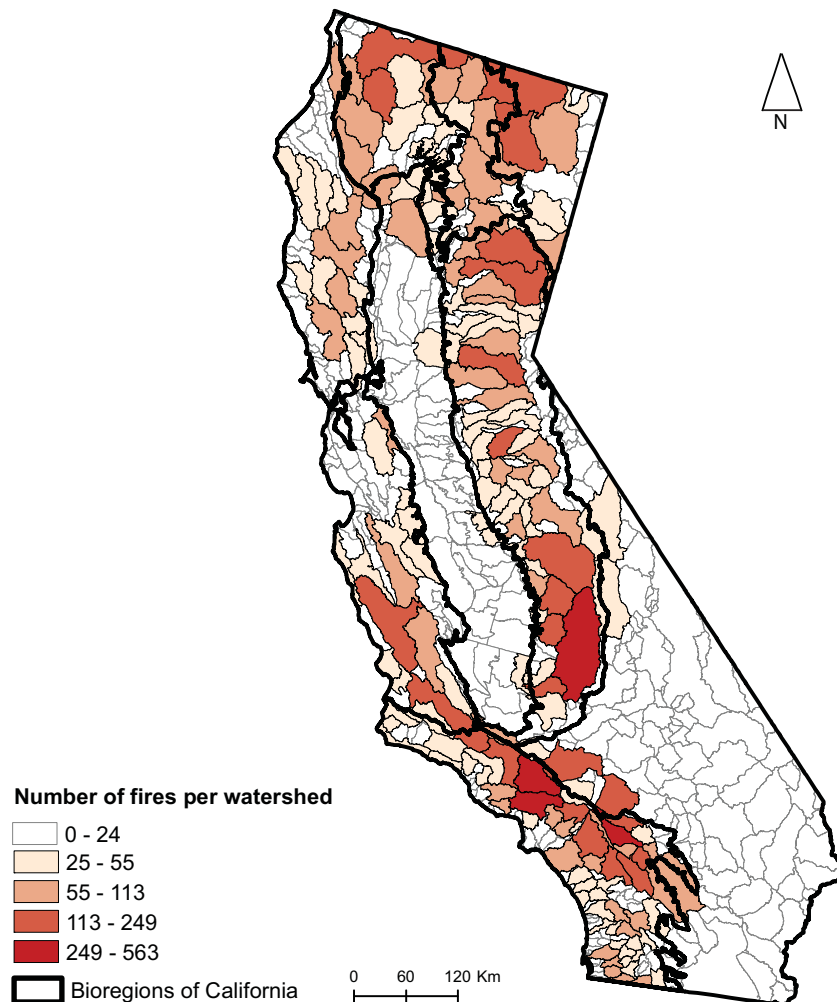 N
Number of fires per watershed
0 - 24
25 - 55
55 - 113
113 - 249
249 - 563
Bioregions of California
0 60 120 Km